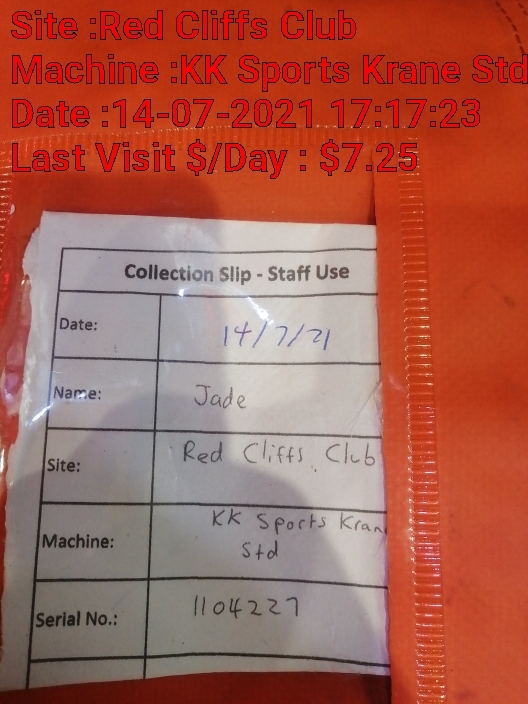 Site :Red Cliffs Club
Machine :KK Sports Krane Std
Date :14-07-2021 17:17:23
Last Visit $/Day : $7.25
Collection Slip - Staff Use
Date: 14/7/21
Name: Jade
Site: Red Cliffs Club
Machine: KK Sports Kran
Std
Serial No.: 1104227